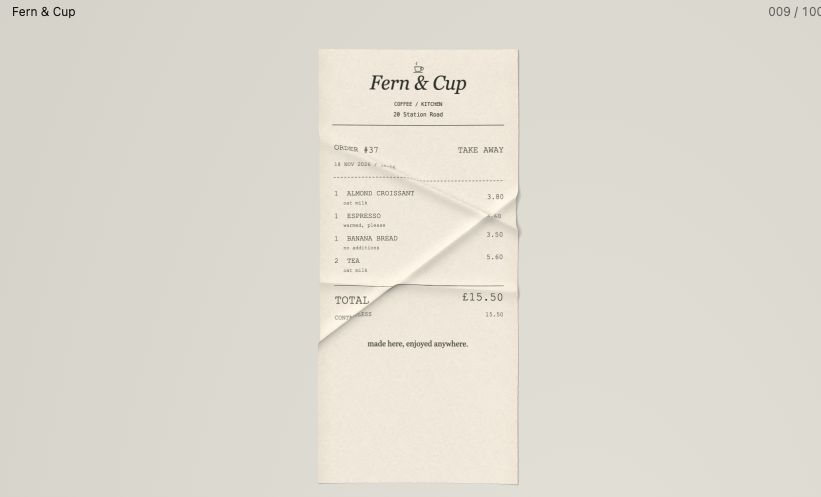 Fern & Cup
009 / 100
Fern & Cup
COFFEE / KITCHEN
20 Station Road
ORDER #37 TAKE AWAY
18 NOV 2026 /
1 ALMOND CROISSANT 3.80
oat milk
1 ESPRESSO
warmed, please
1 BANANA BREAD 3.50
no additions
2 TEA 5.60
oat milk
TOTAL £15.50
15.50
made here, enjoyed anywhere.